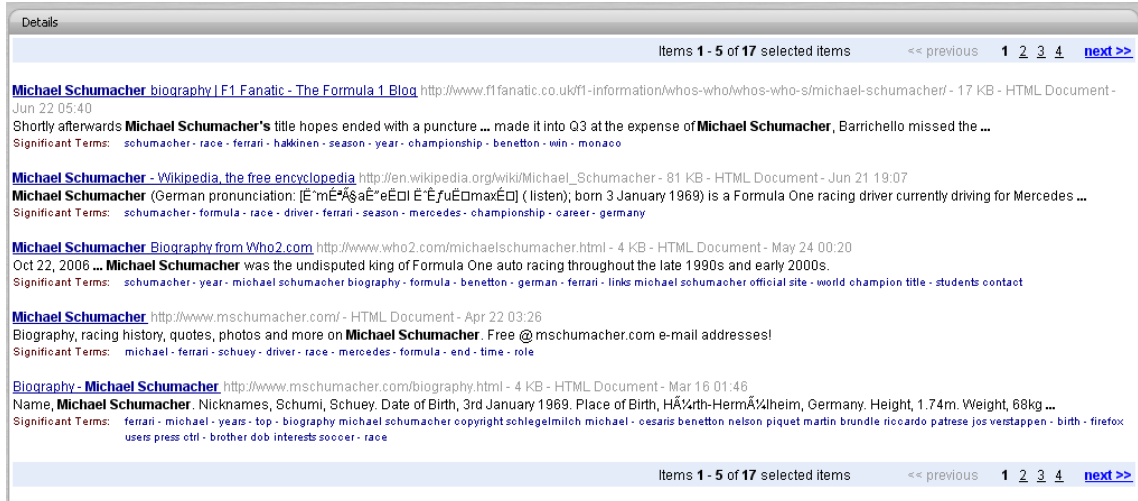 Details
Items 1 - 5 of 17 selected items << previous 1 2 3 4 next >>
Michael Schumacher biography | F1 Fanatic - The Formula 1 Blog http://www.f1fanatic.co.uk/f1-information/whos-who/whos-who-s/michael-schumacher/ - 17 KB - HTML Document -
Jun 22 05:40
Shortly afterwards Michael Schumacher's title hopes ended with a puncture ... made it into Q3 at the expense of Michael Schumacher, Barrichello missed the ...
Significant Terms: schumacher - race - ferrari - hakkinen - season - year - championship - benetton - win - monaco
Michael Schumacher - Wikipedia, the free encyclopedia http://en.wikipedia.org/wiki/Michael_Schumacher - 81 KB - HTML Document - Jun 21 19:07
Michael Schumacher (German pronunciation: ( listen); born 3 January 1969) is a Formula One racing driver currently driving for Mercedes ...
Significant Terms: schumacher - formula - race - driver - ferrari - season - mercedes - championship - career - germany
Michael Schumacher Biography from Who2.com http://www.who2.com/michaelschumacher.html - 4 KB - HTML Document - May 24 00:20
Oct 22, 2006 ... Michael Schumacher was the undisputed king of Formula One auto racing throughout the late 1990s and early 2000s.
Significant Terms: schumacher - year - michael schumacher biography - formula - benetton - german - ferrari - links michael schumacher official site - world champion title - students contact
Michael Schumacher http://www.mschumacher.com/ - HTML Document - Apr 22 03:26
Biography, racing history, quotes, photos and more on Michael Schumacher. Free @ mschumacher.com e-mail addresses!
Significant Terms: michael - ferrari - schuey - driver - race - mercedes - formula - end - time - role
Biography - Michael Schumacher http://www.mschumacher.com/biography.html - 4 KB - HTML Document - Mar 16 01:46
Name, Michael Schumacher. Nicknames, Schumi, Schuey. Date of Birth, 3rd January 1969. Place of Birth, HÃ¼rth-HermÃ¼lheim, Germany. Height, 1.74m. Weight, 68kg ...
Significant Terms: ferrari - michael - years - top - biography michael schumacher copyright schlegelmilch michael - cesaris benetton nelson piquet martin brundle riccardo patrese jos verstappen - birth - firefox
users press ctrl - brother dob interests soccer - race
Items 1 - 5 of 17 selected items << previous 1 2 3 4 next >>